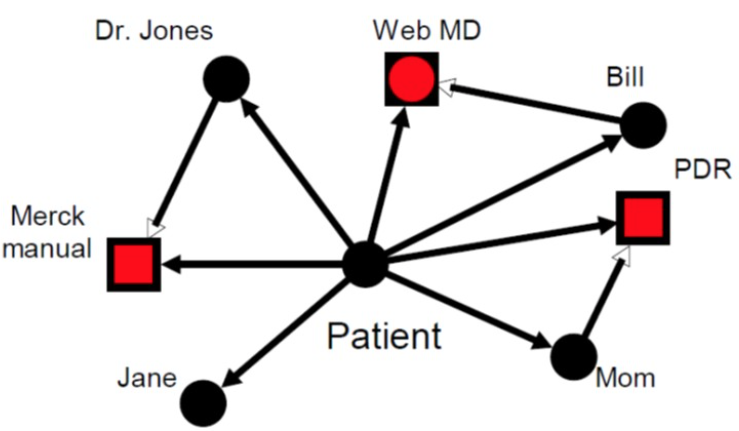 Dr. Jones
Web MD
Bill
PDR
Merck
manual
Patient
Jane
Mom